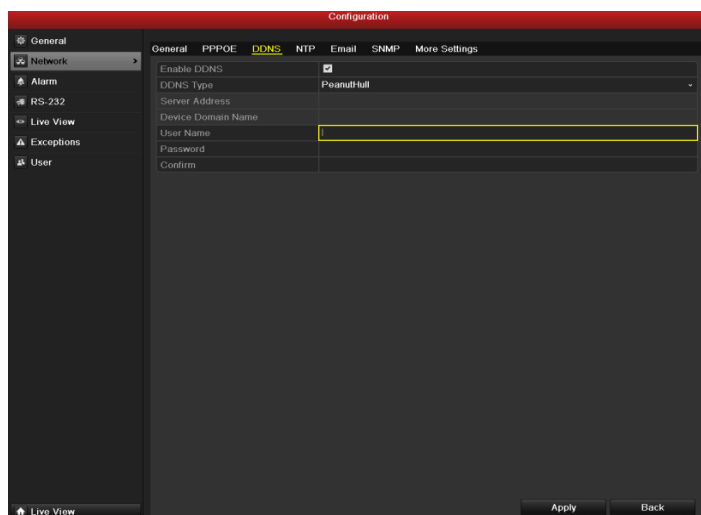 Configuration
General
Network
Alarm
RS-232
Live View
Exceptions
User
General PPPOE DDNS NTP Email SNMP More Settings
Enable DDNS
DDNS Type PeanutHull
Server Address
Device Domain Name
User Name
Password
Confirm
Live View
Apply Back